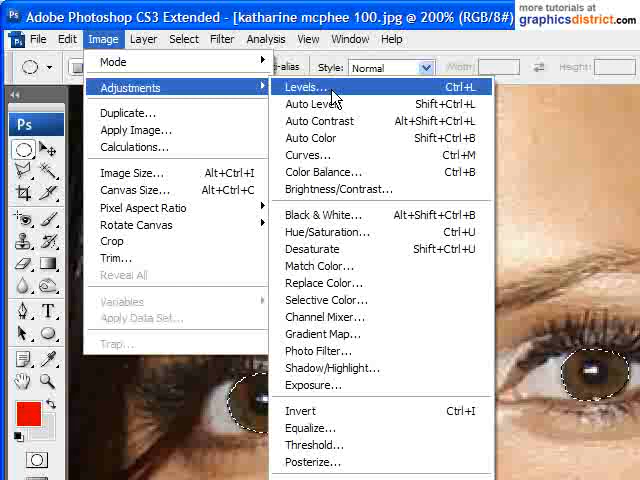 more tutorials at
graphicsdistrict.com
Adobe Photoshop CS3 Extended - [katharine mcphee 100.jpg @ 200% (RGB/8#)
Ps File Edit Image Layer Select Filter Analysis View Window Help
Style: Normal Width: Height:
Ps
Mode
Adjustments
Duplicate...
Apply Image...
Calculations...
Image Size... Alt+Ctrl+I
Canvas Size... Alt+Ctrl+C
Pixel Aspect Ratio
Rotate Canvas
Crop
Trim...
Reveal All
Variables
Apply Data Set...
Trap...
Levels... Ctrl+L
Auto Levels Shift+Ctrl+L
Auto Contrast Alt+Shift+Ctrl+L
Auto Color Shift+Ctrl+B
Curves... Ctrl+M
Color Balance... Ctrl+B
Brightness/Contrast...
Black & White... Alt+Shift+Ctrl+B
Hue/Saturation... Ctrl+U
Desaturate Shift+Ctrl+U
Match Color...
Replace Color...
Selective Color...
Channel Mixer...
Gradient Map...
Photo Filter...
Shadow/Highlight...
Exposure...
Invert Ctrl+I
Equalize...
Threshold...
Posterize...